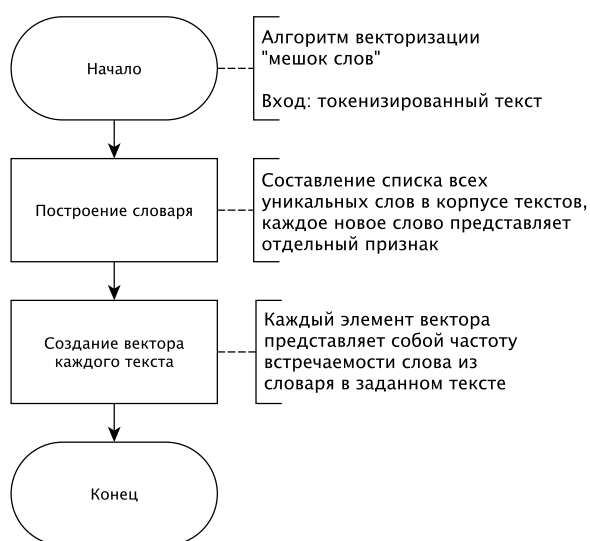 Начало
Алгоритм векторизации
"мешок слов"
Вход: токенизированный текст
Построение словаря
Составление списка всех
уникальных слов в корпусе текстов,
каждое новое слово представляет
отдельный признак
Создание вектора
каждого текста
Каждый элемент вектора
представляет собой частоту
встречаемости слова из
словаря в заданном тексте
Конец